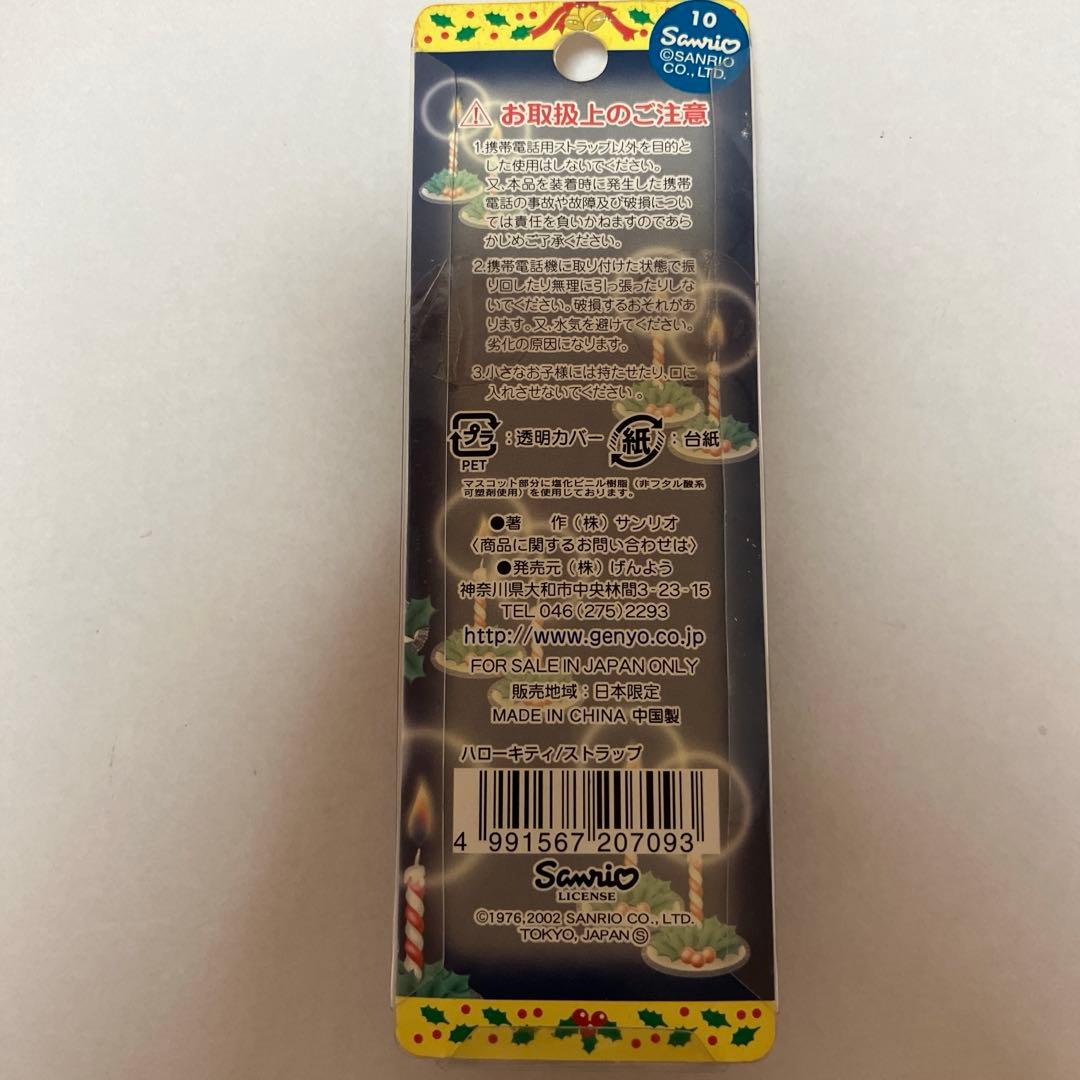 10
Sanrio
©SANRIO
CO., LTD.
お取扱上のご注意
1.携帯電話用ストラップ以外を目的と
した使用はしないでください。
又、本品を装着時に発生した携帯
電話の事故や故障及び破損につい
ては責任を負いかねますのであら
かじめご了承ください。
2.携帯電話機に取り付けた状態で振
り回したり無理に引っ張ったりしな
いでください。破損するおそれがあ
ります。又、水気を避けてください。
劣化の原因になります。
3.小さなお子様には持たせたり、口に
入れさせないでください。
プラ :透明カバー 紙 :台紙
PET
マスコット部分に塩化ビニル樹脂(非フタル酸系
可塑剤使用)を使用しております。
●著 作(株)サンリオ
〈商品に関するお問い合わせは〉
●発売元(株)げんよう
神奈川県大和市中央林間3-23-15
TEL 046(275)2293
http://www.genyo.co.jp
FOR SALE IN JAPAN ONLY
販売地域:日本限定
MADE IN CHINA 中国製
ハローキティ/ストラップ
4 991567 207093
Sanrio
LICENSE
©1976,2002 SANRIO CO., LTD.
TOKYO, JAPAN Ⓢ